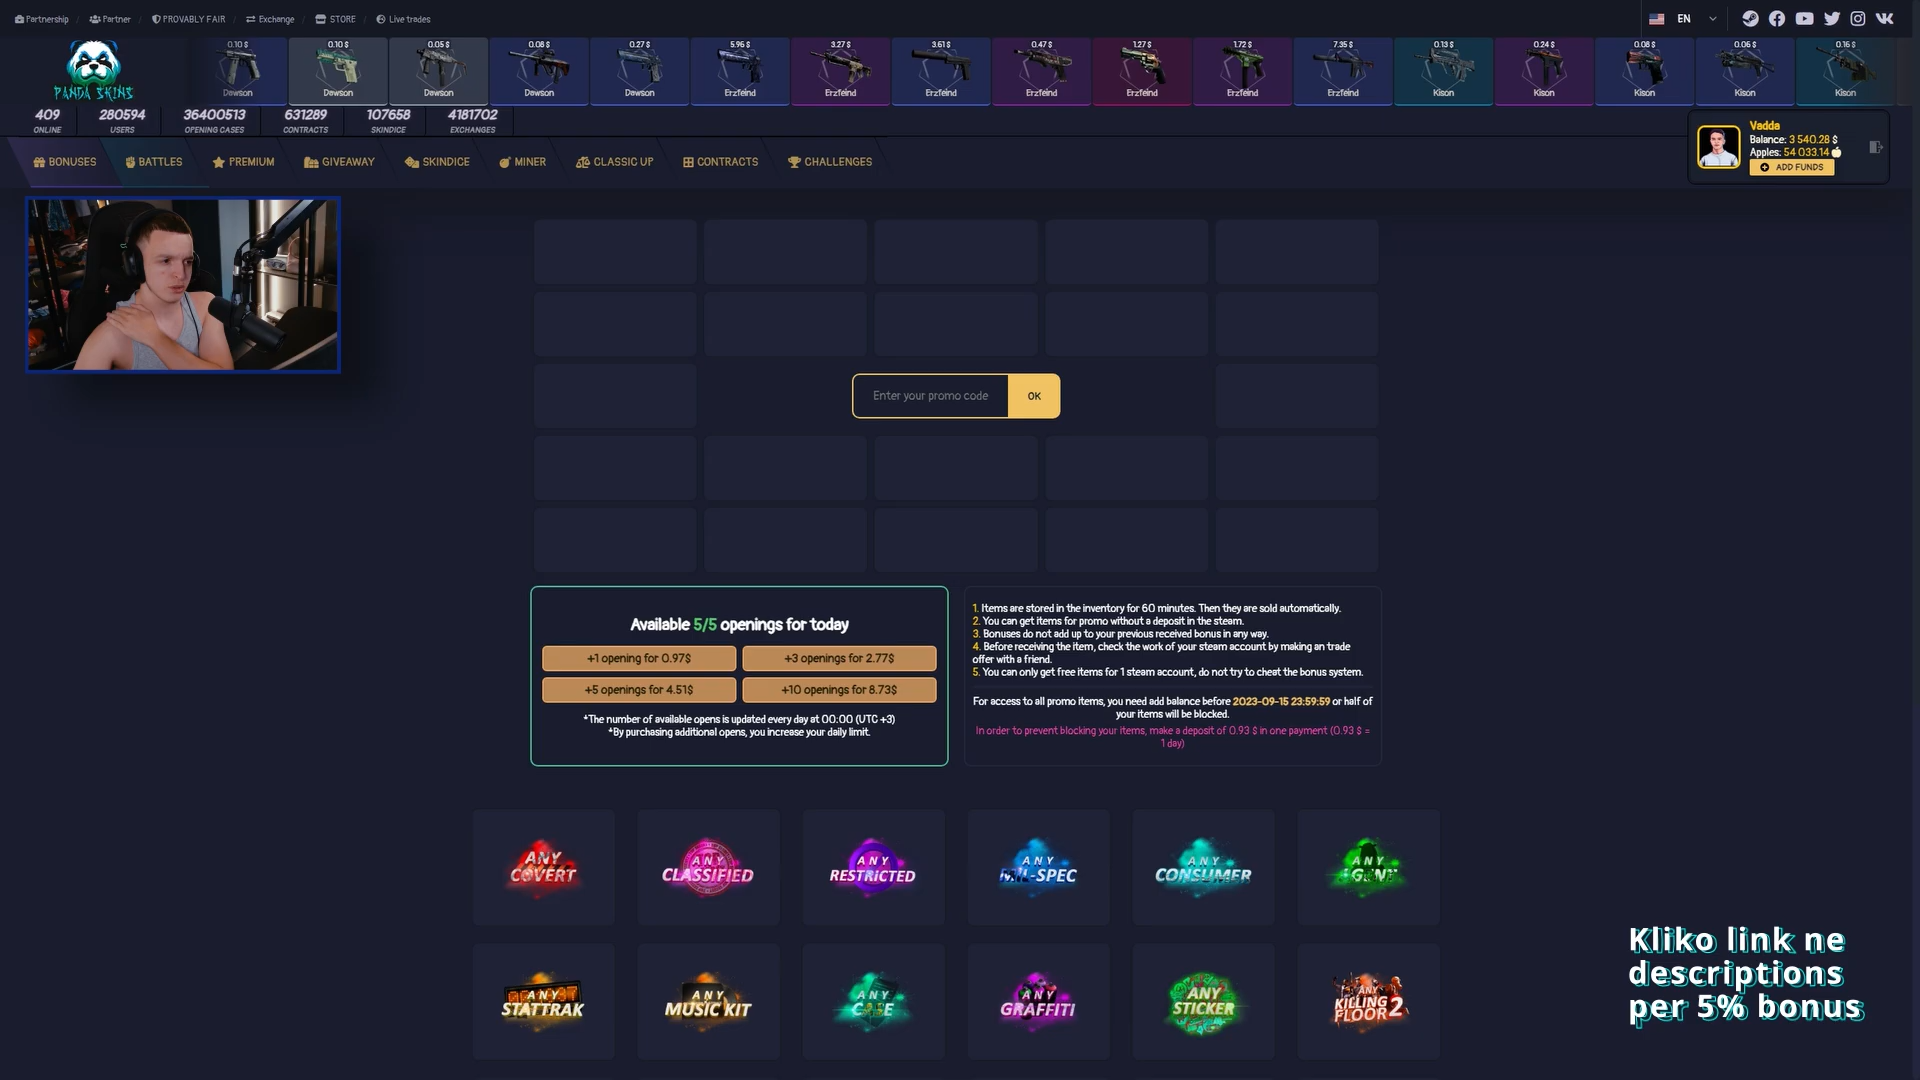 Partnership / Partner / PROVABLY FAIR / Exchange / STORE / Live trades
EN
PANDA SKINS
0.10 $ 0.10 $ 0.05 $ 0.08 $ 0.27 $ 5.95 $ 3.27 $ 3.61 $ 0.47 $ 1.27 $ 1.72 $ 7.35 $ 0.13 $ 0.24 $ 0.08 $ 0.06 $ 0.16 $
Dawson Dawson Dawson Dawson Dawson Erzfeind Erzfeind Erzfeind Erzfeind Erzfeind Erzfeind Erzfeind Kison Kison Kison Kison Kison
409 280594 36400513 631289 107658 4181702
ONLINE USERS OPENING CASES CONTRACTS SKINDICE EXCHANGES
BONUSES BATTLES PREMIUM GIVEAWAY SKINDICE MINER CLASSIC UP CONTRACTS CHALLENGES
Vadda
Balance: 3 540.28 $
Apples: 54 033.14
ADD FUNDS
Enter your promo code OK
Available 5/5 openings for today
+1 opening for 0.97$ +3 openings for 2.77$
+5 openings for 4.51$ +10 openings for 8.73$
*The number of available opens is updated every day at 00:00 (UTC +3)
*By purchasing additional opens, you increase your daily limit.
1. Items are stored in the inventory for 60 minutes. Then they are sold automatically.
2. You can get items for promo without a deposit in the steam.
3. Bonuses do not add up to your previous received bonus in any way.
4. Before receiving the item, check the work of your steam account by making an trade
offer with a friend.
5. You can only get free items for 1 steam account, do not try to cheat the bonus system.
For access to all promo items, you need add balance before 2023-09-15 23:59:59 or half of
your items will be blocked.
In order to prevent blocking your items, make a deposit of 0.93 $ in one payment (0.93 $ =
1 day)
ANY COVERT
ANY CLASSIFIED
ANY RESTRICTED
ANY MIL-SPEC
ANY CONSUMER
ANY AGENT
ANY STATTRAK
ANY MUSIC KIT
ANY CASE
ANY GRAFFITI
ANY STICKER
ANY KILLING FLOOR 2
Kliko link ne
descriptions
per 5% bonus